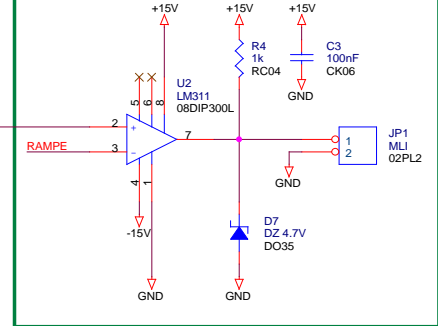 +15V +15V +15V
R4
1k
RC04
C3
100nF
CK06
GND
U2
LM311
08DIP300L
5 6 8
2
+
7
RAMPE
3
-
4 1
JP1
MLI
02PL2
1
2
GND
-15V
D7
DZ 4.7V
DO35
GND GND